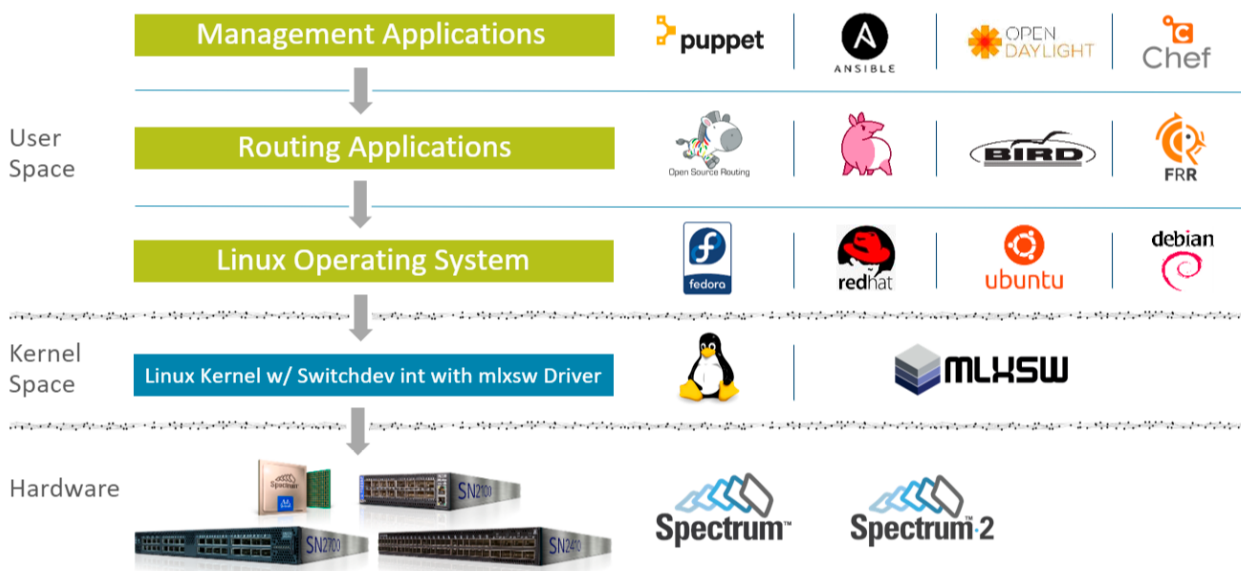 Management Applications
puppet
ANSIBLE
OPEN
DAYLIGHT
Chef
User
Space
Routing Applications
Open Source Routing
BIRD
FRR
Linux Operating System
fedora
redhat
ubuntu
debian
Kernel
Space
Linux Kernel w/ Switchdev int with mlxsw Driver
MLXSW
Hardware
Spectrum
SN2100
SN2700
SN2410
Spectrum™
Spectrum™·2